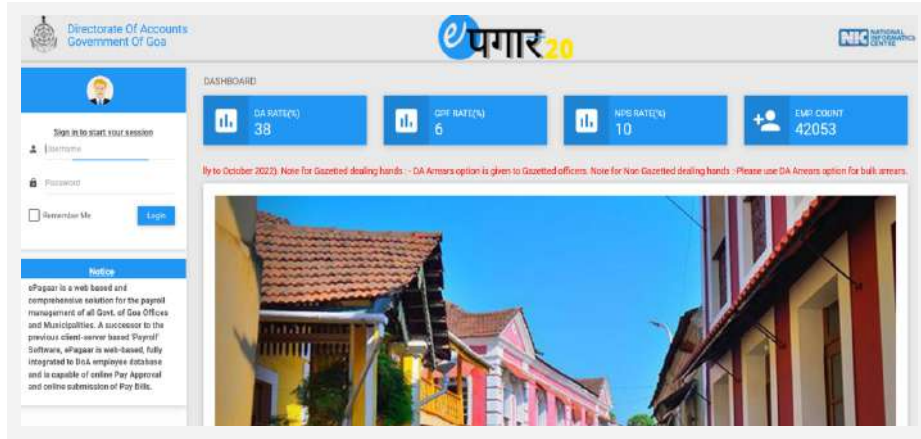 Directorate Of Accounts
Government Of Goa
eपगार 2.0
NIC NATIONAL
INFORMATICS
CENTRE
DASHBOARD
DA RATE(%)
38
GPF RATE(%)
6
NPS RATE(%)
10
EMP. COUNT
42053
Sign in to start your session
Username
Password
Remember Me
Login
ly to October 2022). Note for Gazetted dealing hands :- DA Arrears option is given to Gazetted officers. Note for Non-Gazetted dealing hands :-Please use DA Arrears option for bulk arrears.
Notice
ePagaar is a web based and
comprehensive solution for the payroll
management of all Govt. of Goa Offices
and Municipalities. A successor to the
previous client-server based 'Payroll'
Software, ePagaar is web-based, fully
integrated to DoA employee database
and is capable of online Pay Approval
and online submission of Pay Bills.